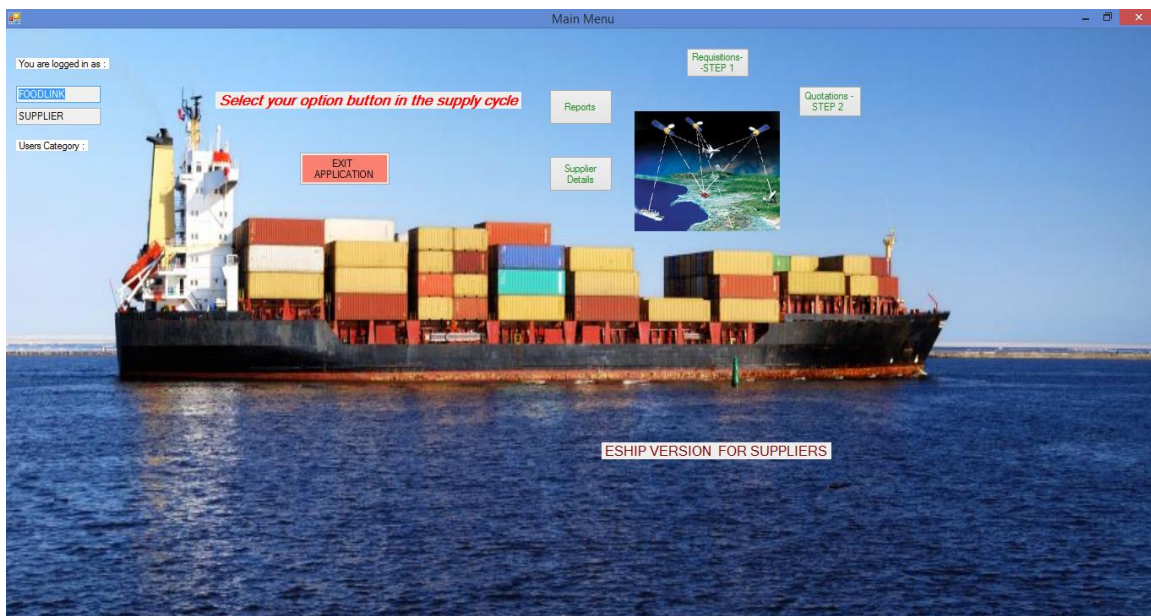 Main Menu
You are logged in as :
FOODLINK
SUPPLIER
Users Category :
Select your option button in the supply cycle
EXIT
APPLICATION
Reports
Supplier
Details
Requisitions-
-STEP 1
Quotations -
STEP 2
ESHIP VERSION  FOR SUPPLIERS